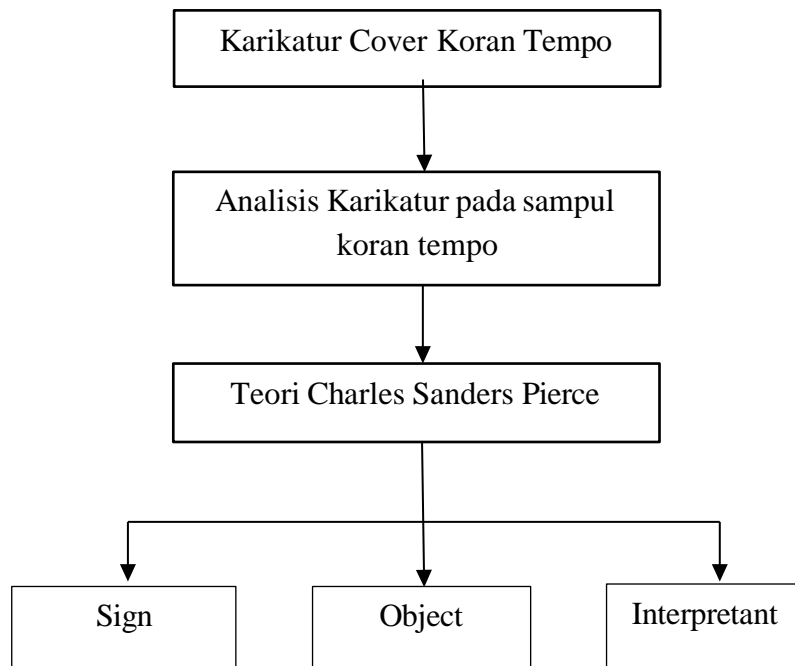 Karikatur Cover Koran Tempo
Analisis Karikatur pada sampul
koran tempo
Teori Charles Sanders Pierce
Sign
Object
Interpretant